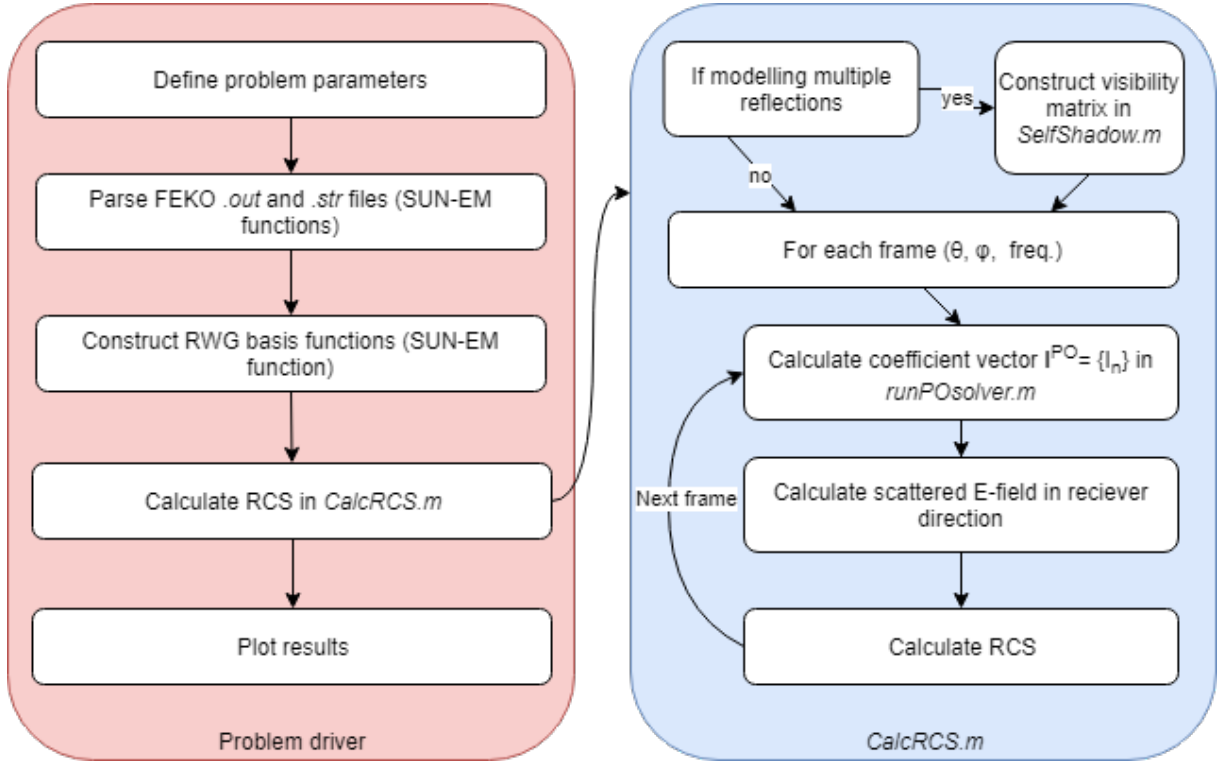 Define problem parameters
Parse FEKO .out and .str files (SUN-EM
functions)
Construct RWG basis functions (SUN-EM
function)
Calculate RCS in CalcRCS.m
Plot results
Problem driver
If modelling multiple
reflections
yes
Construct visibility
matrix in
SelfShadow.m
no
For each frame (θ, φ, freq.)
Calculate coefficient vector I^PO= {I_n} in
runPOsolver.m
Next frame
Calculate scattered E-field in reciever
direction
Calculate RCS
CalcRCS.m